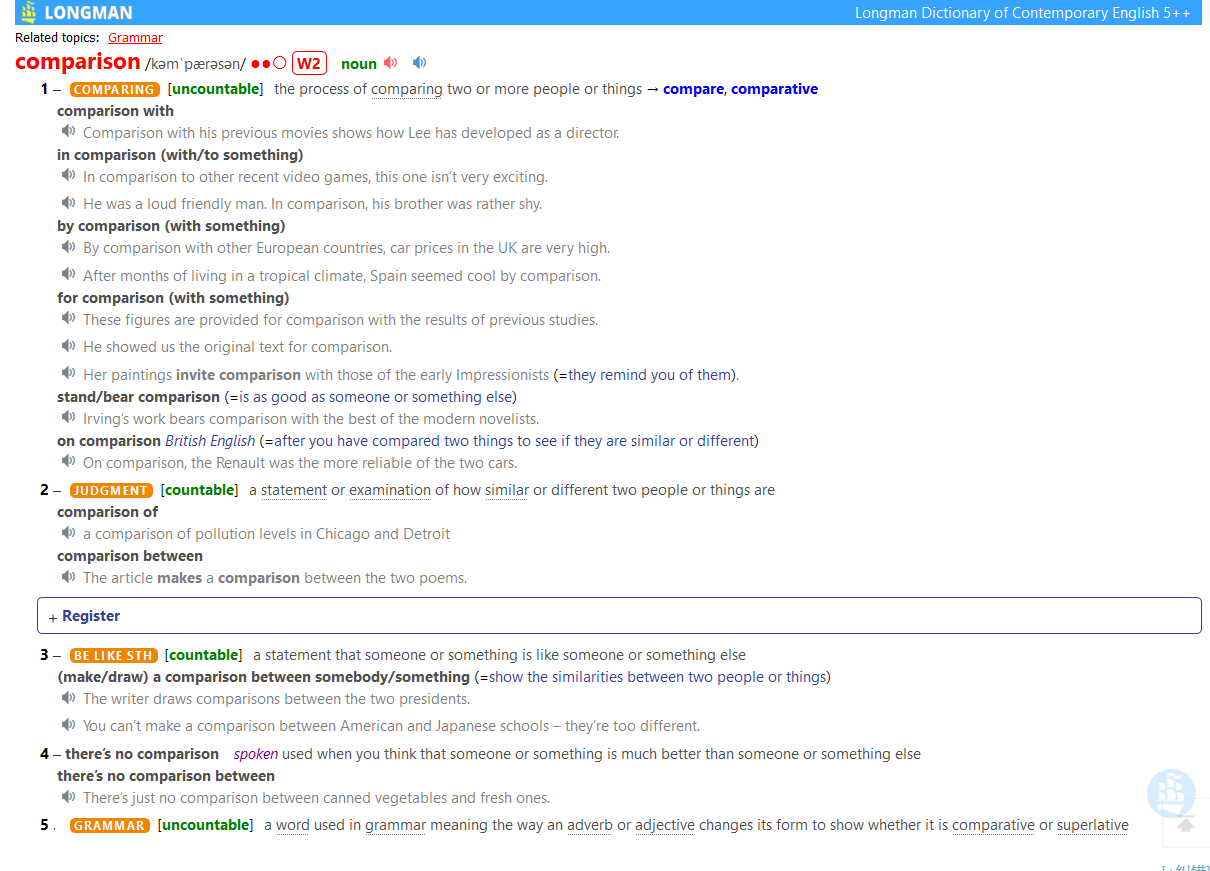 LONGMAN
Longman Dictionary of Contemporary English 5++
Related topics: Grammar
comparison /kəmˈpærəsən/ ●●○ W2 noun
1 – COMPARING [uncountable] the process of comparing two or more people or things → compare, comparative
comparison with
Comparison with his previous movies shows how Lee has developed as a director.
in comparison (with/to something)
In comparison to other recent video games, this one isn’t very exciting.
He was a loud friendly man. In comparison, his brother was rather shy.
by comparison (with something)
By comparison with other European countries, car prices in the UK are very high.
After months of living in a tropical climate, Spain seemed cool by comparison.
for comparison (with something)
These figures are provided for comparison with the results of previous studies.
He showed us the original text for comparison.
Her paintings invite comparison with those of the early Impressionists (=they remind you of them).
stand/bear comparison (=is as good as someone or something else)
Irving’s work bears comparison with the best of the modern novelists.
on comparison British English (=after you have compared two things to see if they are similar or different)
On comparison, the Renault was the more reliable of the two cars.
2 – JUDGMENT [countable] a statement or examination of how similar or different two people or things are
comparison of
a comparison of pollution levels in Chicago and Detroit
comparison between
The article makes a comparison between the two poems.
+ Register
3 – BE LIKE STH [countable] a statement that someone or something is like someone or something else
(make/draw) a comparison between somebody/something (=show the similarities between two people or things)
The writer draws comparisons between the two presidents.
You can’t make a comparison between American and Japanese schools – they’re too different.
4 – there’s no comparison spoken used when you think that someone or something is much better than someone or something else
there’s no comparison between
There’s just no comparison between canned vegetables and fresh ones.
5 . GRAMMAR [uncountable] a word used in grammar meaning the way an adverb or adjective changes its form to show whether it is comparative or superlative